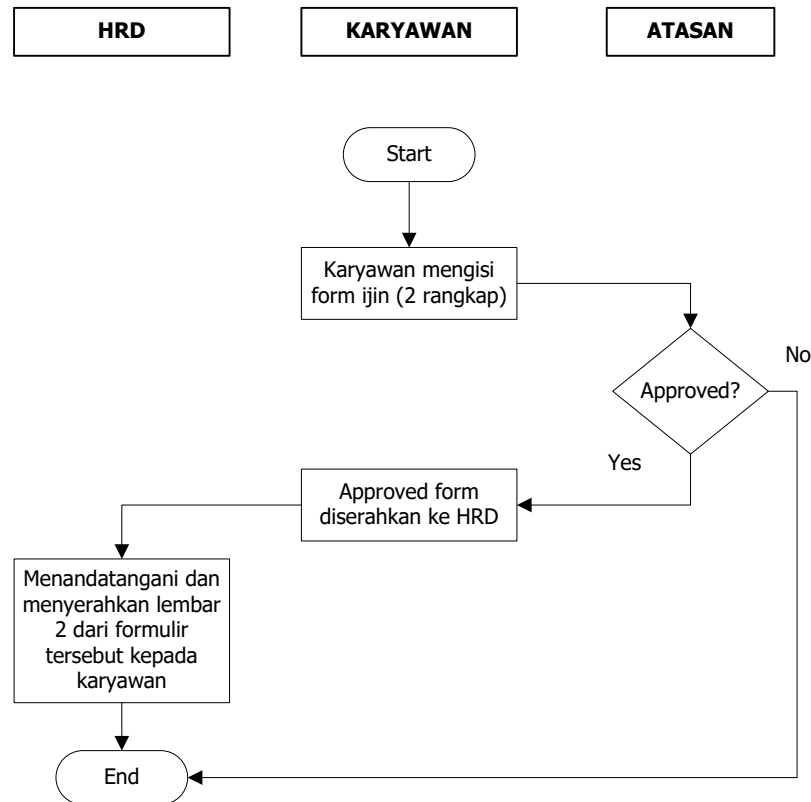 HRD
KARYAWAN
ATASAN
Start
Karyawan mengisi
form ijin (2 rangkap)
No
Approved?
Yes
Approved form
diserahkan ke HRD
Menandatangani dan
menyerahkan lembar
2 dari formulir
tersebut kepada
karyawan
End